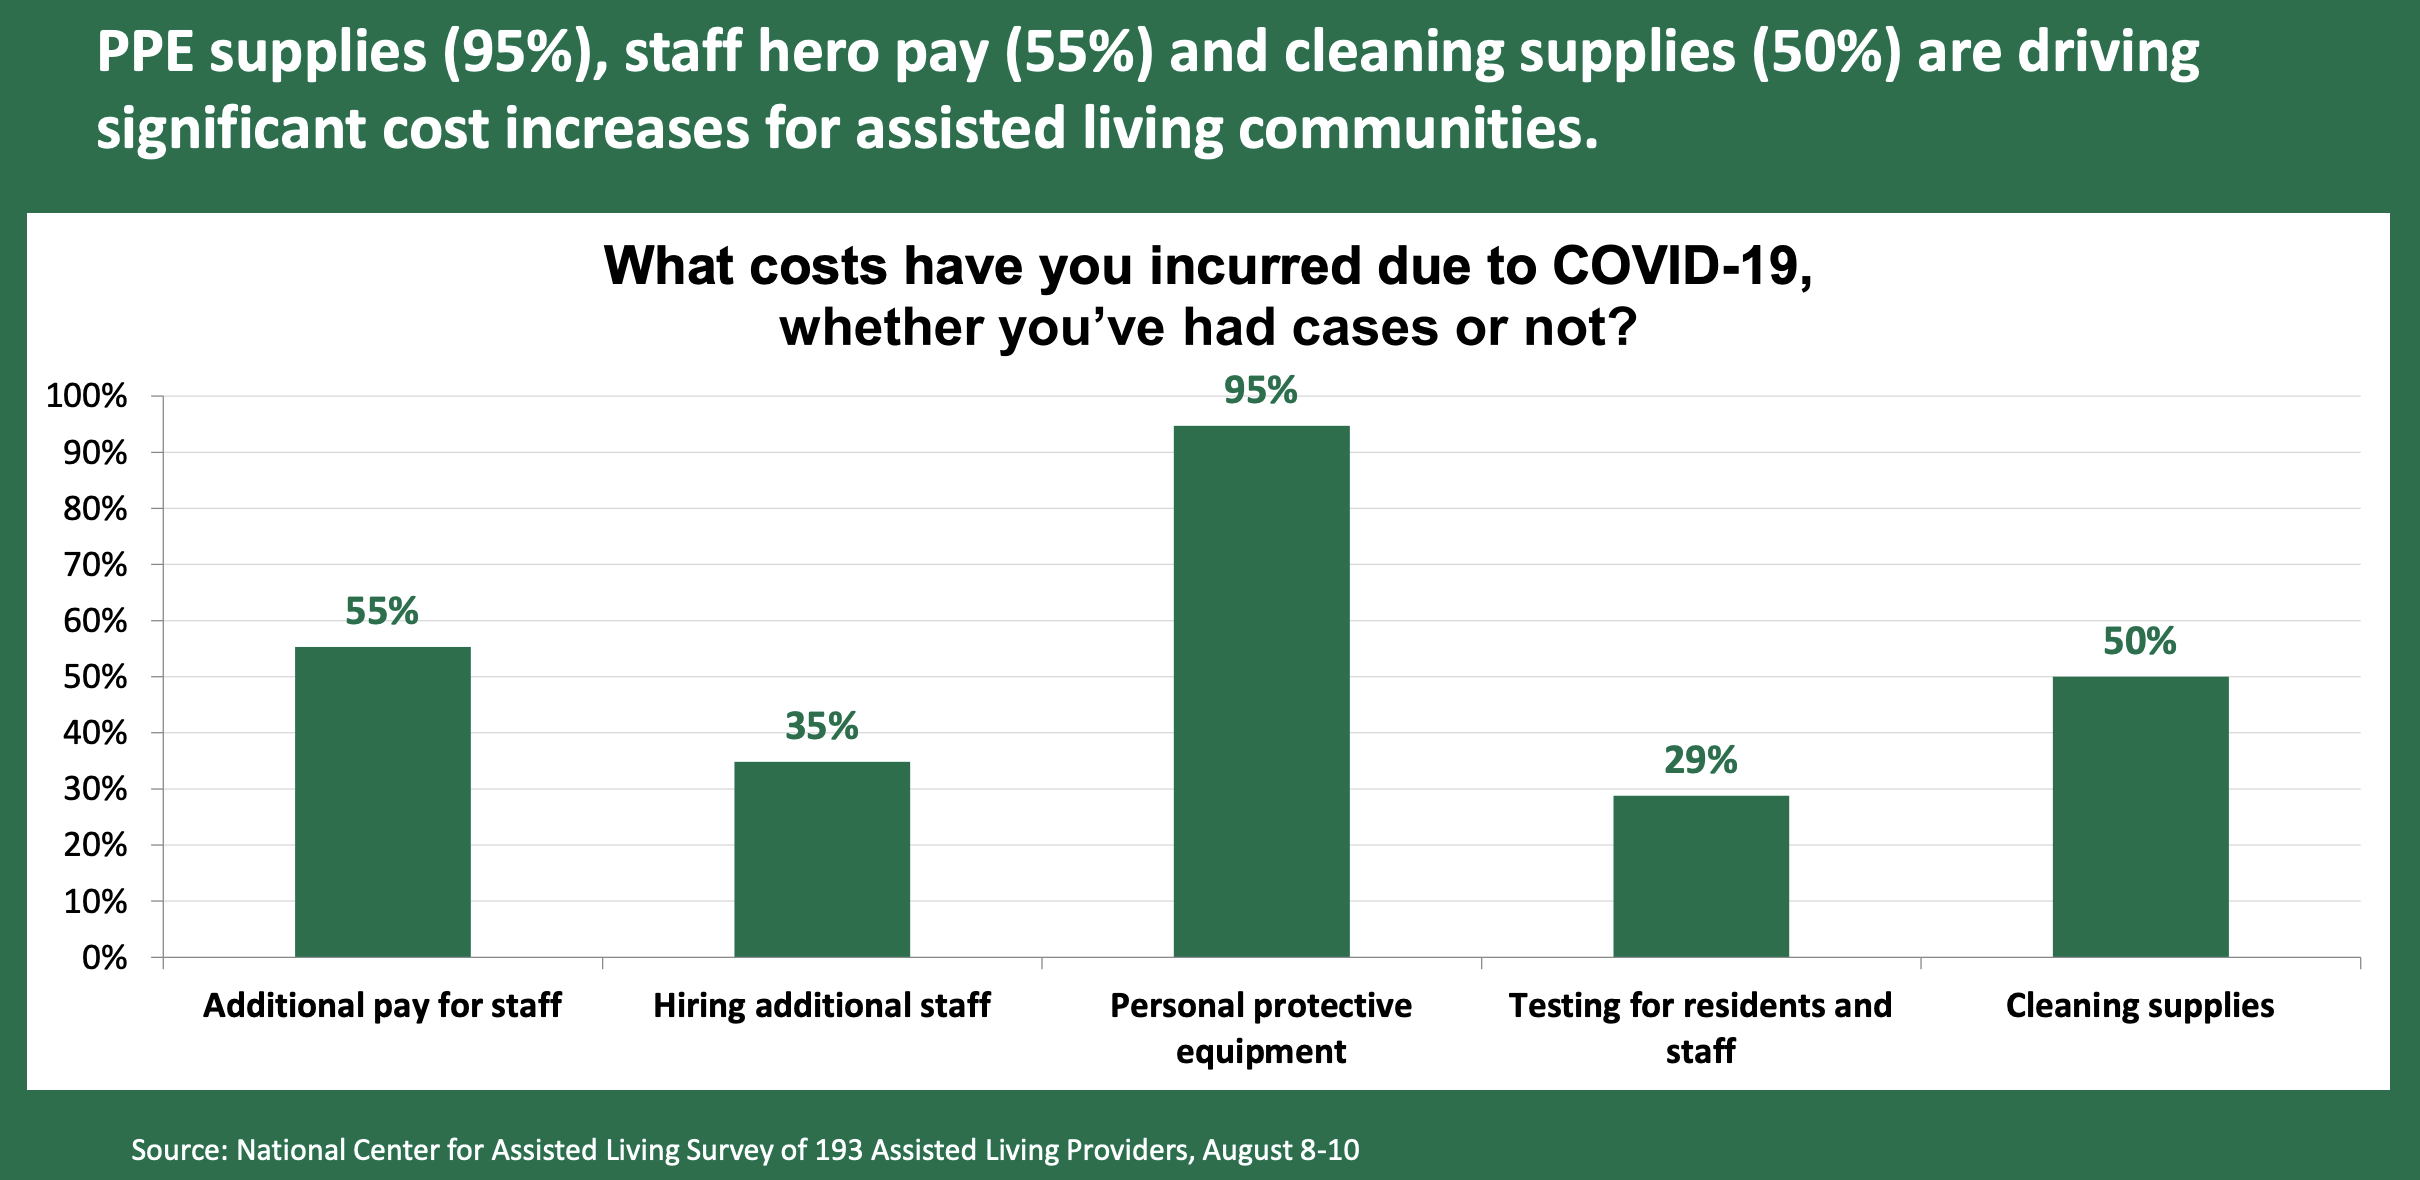 PPE supplies (95%), staff hero pay (55%) and cleaning supplies (50%) are driving
significant cost increases for assisted living communities.
What costs have you incurred due to COVID-19,
whether you’ve had cases or not?
100%
90%
80%
70%
60%
50%
40%
30%
20%
10%
0%
55%
35%
95%
29%
50%
Additional pay for staff
Hiring additional staff
Personal protective
equipment
Testing for residents and
staff
Cleaning supplies
Source: National Center for Assisted Living Survey of 193 Assisted Living Providers, August 8-10